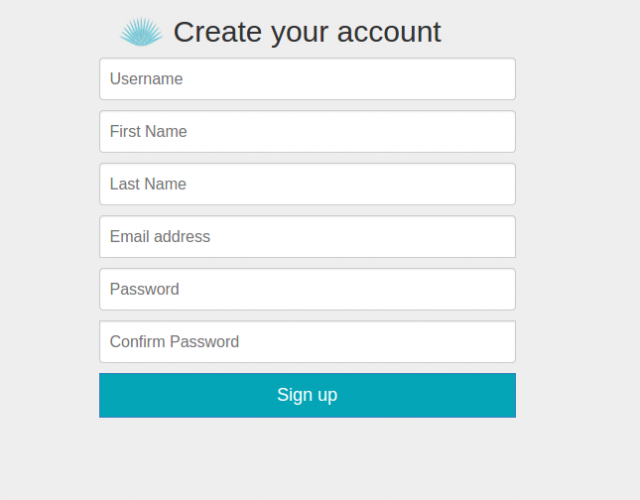 Create your account
Username
First Name
Last Name
Email address
Password
Confirm Password
Sign up